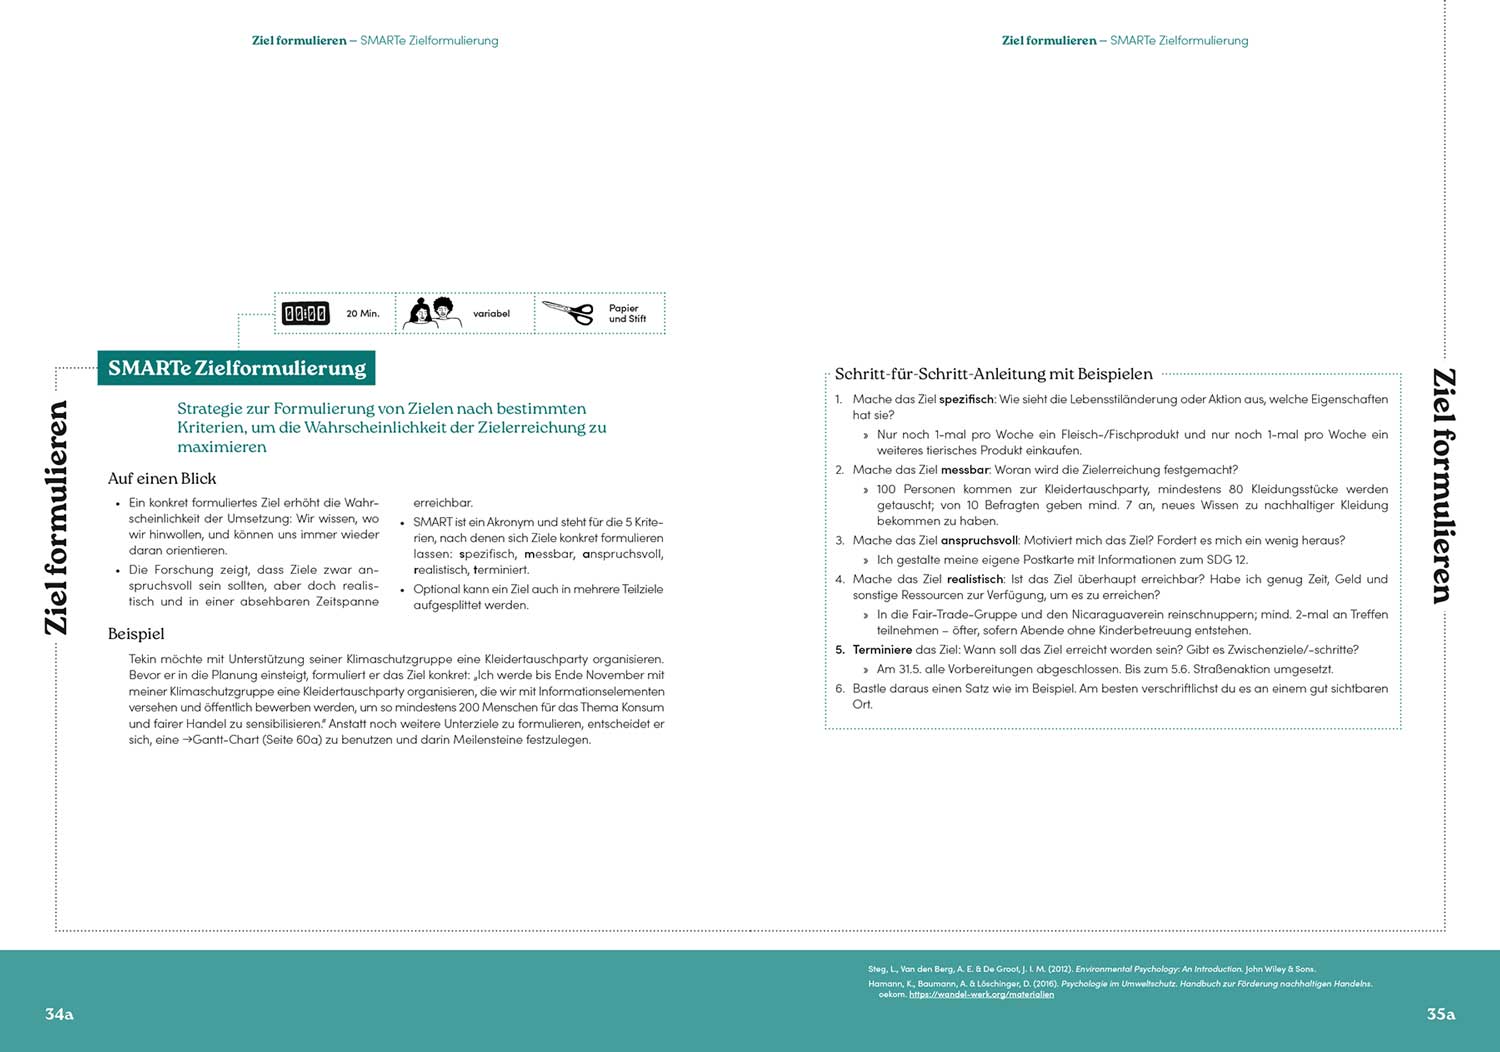 Ziel formulieren – SMARTe Zielformulierung
00:00
20 Min.
variabel
Papier
und Stift
SMARTe Zielformulierung
Strategie zur Formulierung von Zielen nach bestimmten
Kriterien, um die Wahrscheinlichkeit der Zielerreichung zu
maximieren
Ziel formulieren
Auf einen Blick
• Ein konkret formuliertes Ziel erhöht die Wahr-
scheinlichkeit der Umsetzung: Wir wissen, wo
wir hinwollen, und können uns immer wieder
daran orientieren.
• Die Forschung zeigt, dass Ziele zwar an-
spruchsvoll sein sollten, aber doch realis-
tisch und in einer absehbaren Zeitspanne
erreichbar.
• SMART ist ein Akronym und steht für die 5 Krite-
rien, nach denen sich Ziele konkret formulieren
lassen: spezifisch, messbar, anspruchsvoll,
realistisch, terminiert.
• Optional kann ein Ziel auch in mehrere Teilziele
aufgesplittet werden.
Beispiel
Tekin möchte mit Unterstützung seiner Klimaschutzgruppe eine Kleidertauschparty organisieren.
Bevor er in die Planung einsteigt, formuliert er das Ziel konkret: „Ich werde bis Ende November mit
meiner Klimaschutzgruppe eine Kleidertauschparty organisieren, die wir mit Informationselementen
versehen und öffentlich bewerben werden, um so mindestens 200 Menschen für das Thema Konsum
und fairer Handel zu sensibilisieren.“ Anstatt noch weitere Unterziele zu formulieren, entscheidet er
sich, eine →Gantt-Chart (Seite 60a) zu benutzen und darin Meilensteine festzulegen.
34a
Ziel formulieren – SMARTe Zielformulierung
Schritt-für-Schritt-Anleitung mit Beispielen
1. Mache das Ziel spezifisch: Wie sieht die Lebensstiländerung oder Aktion aus, welche Eigenschaften
hat sie?
» Nur noch 1-mal pro Woche ein Fleisch-/Fischprodukt und nur noch 1-mal pro Woche ein
weiteres tierisches Produkt einkaufen.
2. Mache das Ziel messbar: Woran wird die Zielerreichung festgemacht?
» 100 Personen kommen zur Kleidertauschparty, mindestens 80 Kleidungsstücke werden
getauscht; von 10 Befragten geben mind. 7 an, neues Wissen zu nachhaltiger Kleidung
bekommen zu haben.
3. Mache das Ziel anspruchsvoll: Motiviert mich das Ziel? Fordert es mich ein wenig heraus?
» Ich gestalte meine eigene Postkarte mit Informationen zum SDG 12.
4. Mache das Ziel realistisch: Ist das Ziel überhaupt erreichbar? Habe ich genug Zeit, Geld und
sonstige Ressourcen zur Verfügung, um es zu erreichen?
» In die Fair-Trade-Gruppe und den Nicaraguaverein reinschnuppern; mind. 2-mal an Treffen
teilnehmen – öfter, sofern Abende ohne Kinderbetreuung entstehen.
5. Terminiere das Ziel: Wann soll das Ziel erreicht worden sein? Gibt es Zwischenziele/-schritte?
» Am 31.5. alle Vorbereitungen abgeschlossen. Bis zum 5.6. Straßenaktion umgesetzt.
6. Bastle daraus einen Satz wie im Beispiel. Am besten verschriftlichst du es an einem gut sichtbaren
Ort.
Ziel formulieren
Steg, L., Van den Berg, A. E. & De Groot, J. I. M. (2012). Environmental Psychology: An Introduction. John Wiley & Sons.
Hamann, K., Baumann, A. & Löschinger, D. (2016). Psychologie im Umweltschutz. Handbuch zur Förderung nachhaltigen Handelns.
oekom. https://wandel-werk.org/materialien
35a